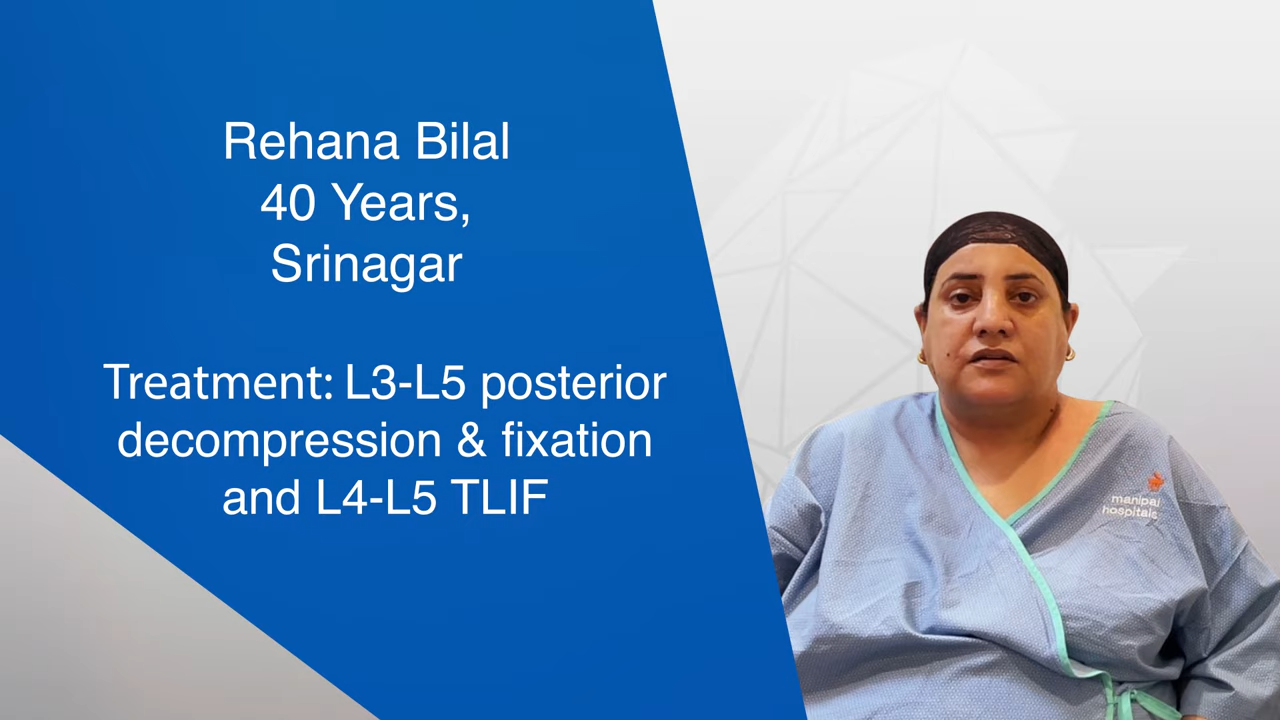 Rehana Bilal
40 Years,
Srinagar
Treatment: L3-L5 posterior
decompression & fixation
and L4-L5 TLIF
manipal
hospitals